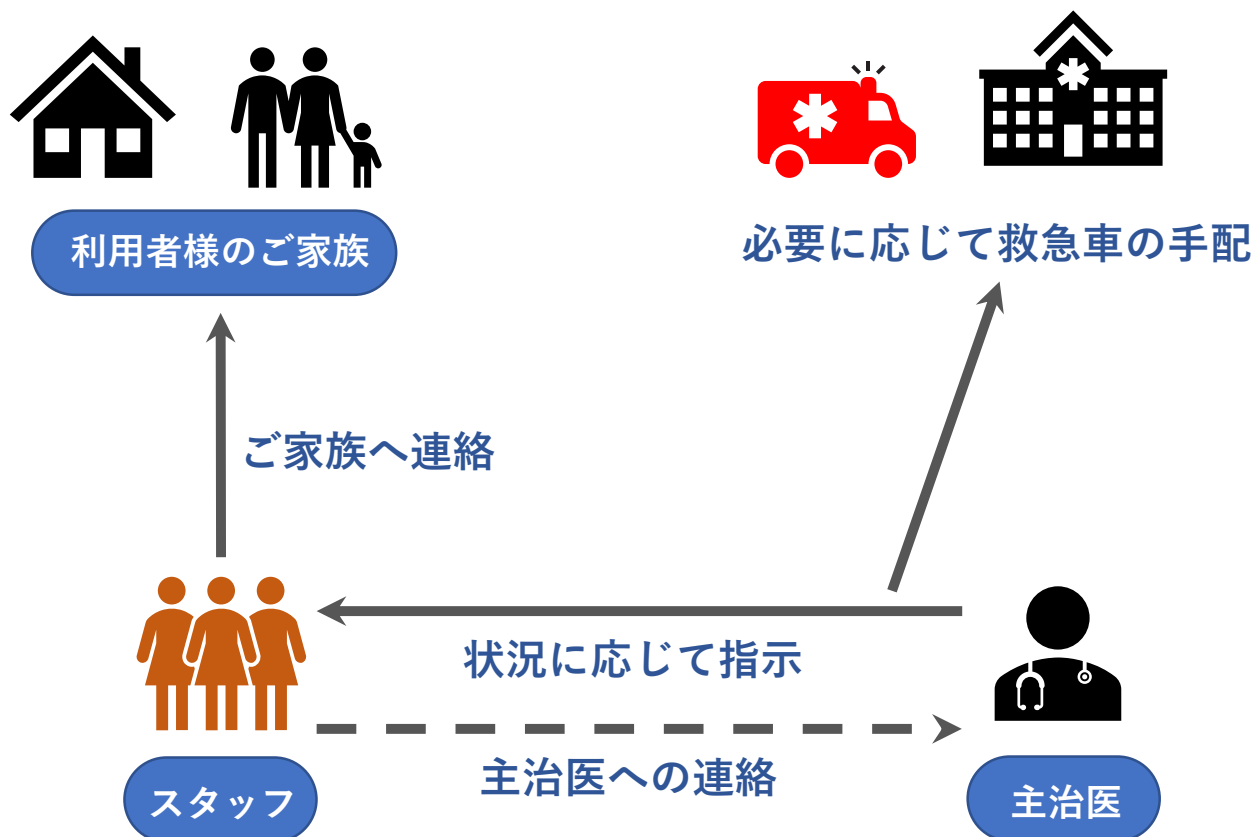 利用者様のご家族
必要に応じて救急車の手配
ご家族へ連絡
状況に応じて指示
主治医への連絡
スタッフ
主治医